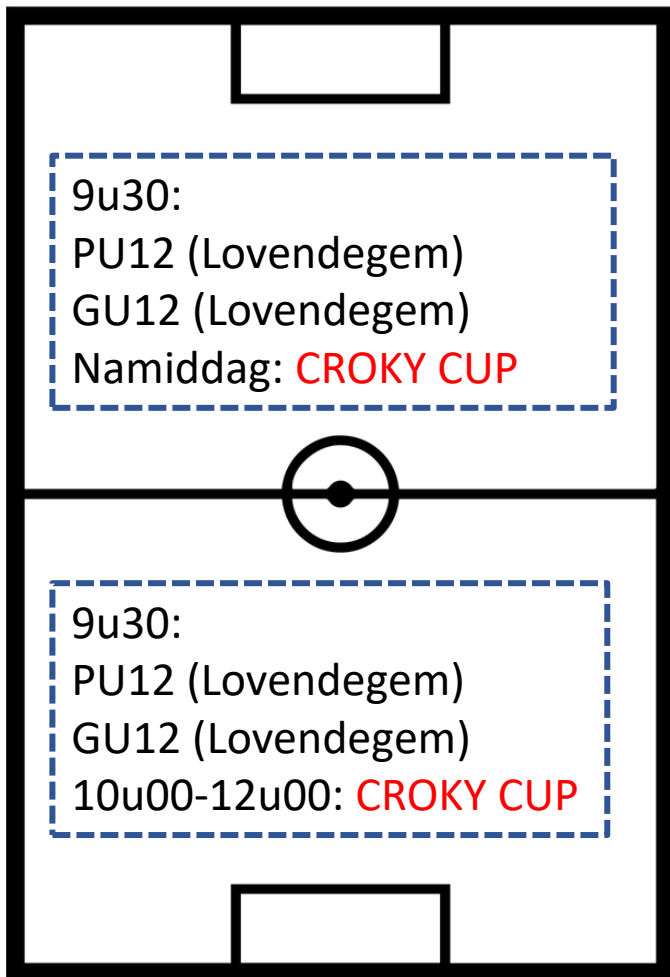 9u30:
PU12 (Lovendegem)
GU12 (Lovendegem)
Namiddag: CROKY CUP
9u30:
PU12 (Lovendegem)
GU12 (Lovendegem)
10u00-12u00: CROKY CUP